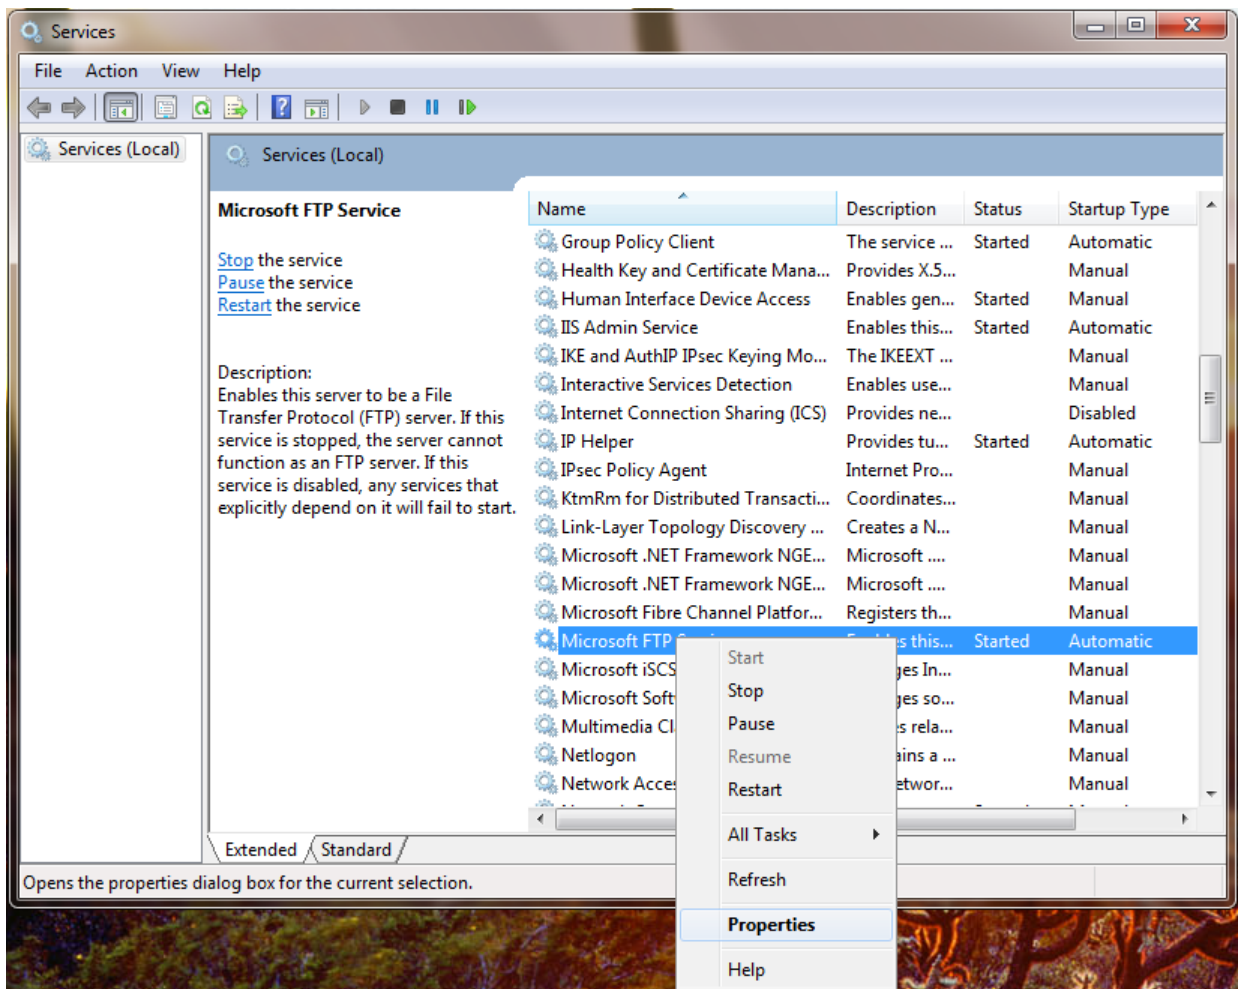 Services
File Action View Help
Services (Local)
Services (Local)
Microsoft FTP Service
Stop the service
Pause the service
Restart the service
Description:
Enables this server to be a File
Transfer Protocol (FTP) server. If this
service is stopped, the server cannot
function as an FTP server. If this
service is disabled, any services that
explicitly depend on it will fail to start.
Name Description Status Startup Type
Group Policy Client The service ... Started Automatic
Health Key and Certificate Mana... Provides X.5... Manual
Human Interface Device Access Enables gen... Started Manual
IIS Admin Service Enables this... Started Automatic
IKE and AuthIP IPsec Keying Mo... The IKEEXT ... Manual
Interactive Services Detection Enables use... Manual
Internet Connection Sharing (ICS) Provides ne... Disabled
IP Helper Provides tu... Started Automatic
IPsec Policy Agent Internet Pro... Manual
KtmRm for Distributed Transacti... Coordinates... Manual
Link-Layer Topology Discovery ... Creates a N... Manual
Microsoft .NET Framework NGE... Microsoft .... Manual
Microsoft .NET Framework NGE... Microsoft .... Manual
Microsoft Fibre Channel Platfor... Registers th... Manual
Microsoft FTP this... Started Automatic
Microsoft iSCS In... Manual
Microsoft Soft so... Manual
Multimedia Cl rela... Manual
Netlogon a ... Manual
Network Acce Manual
Start
Stop
Pause
Resume
Restart
All Tasks
Refresh
Properties
Help
Extended Standard
Opens the properties dialog box for the current selection.